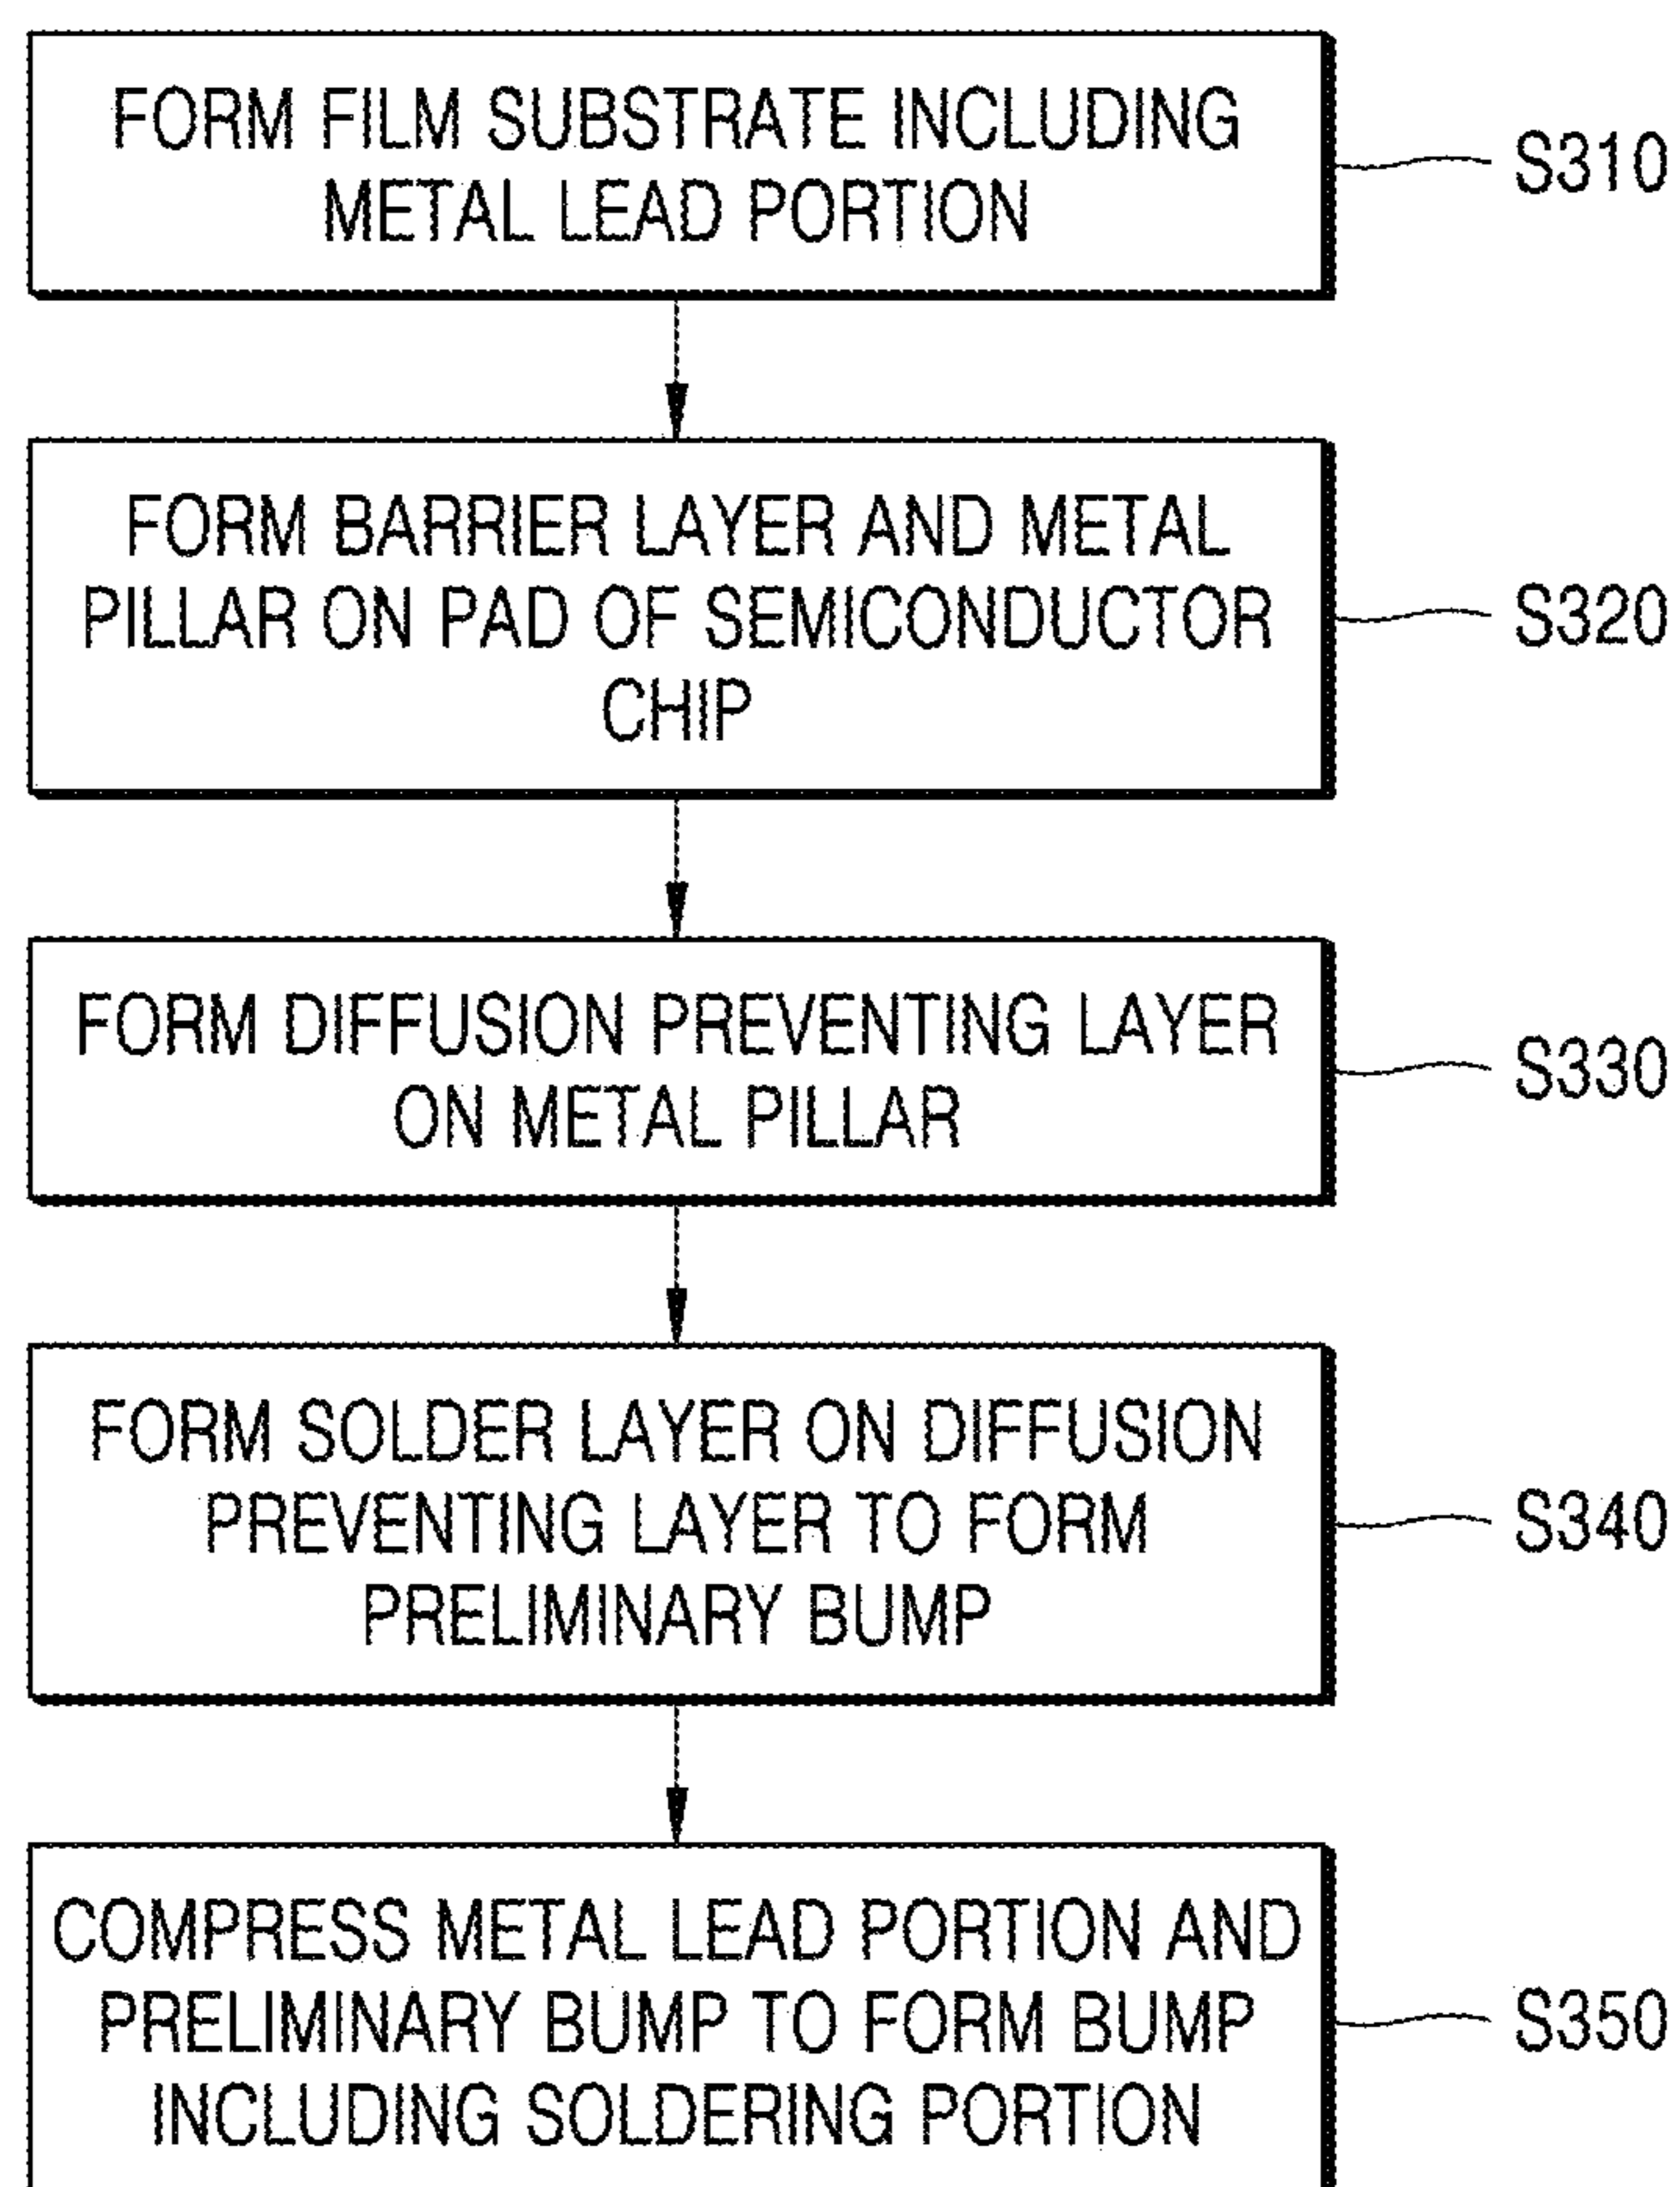 FORM FILM SUBSTRATE INCLUDING
METAL LEAD PORTION
S310
FORM BARRIER LAYER AND METAL
PILLAR ON PAD OF SEMICONDUCTOR
CHIP
S320
FORM DIFFUSION PREVENTING LAYER
ON METAL PILLAR
S330
FORM SOLDER LAYER ON DIFFUSION
PREVENTING LAYER TO FORM
PRELIMINARY BUMP
S340
COMPRESS METAL LEAD PORTION AND
PRELIMINARY BUMP TO FORM BUMP
INCLUDING SOLDERING PORTION
S350